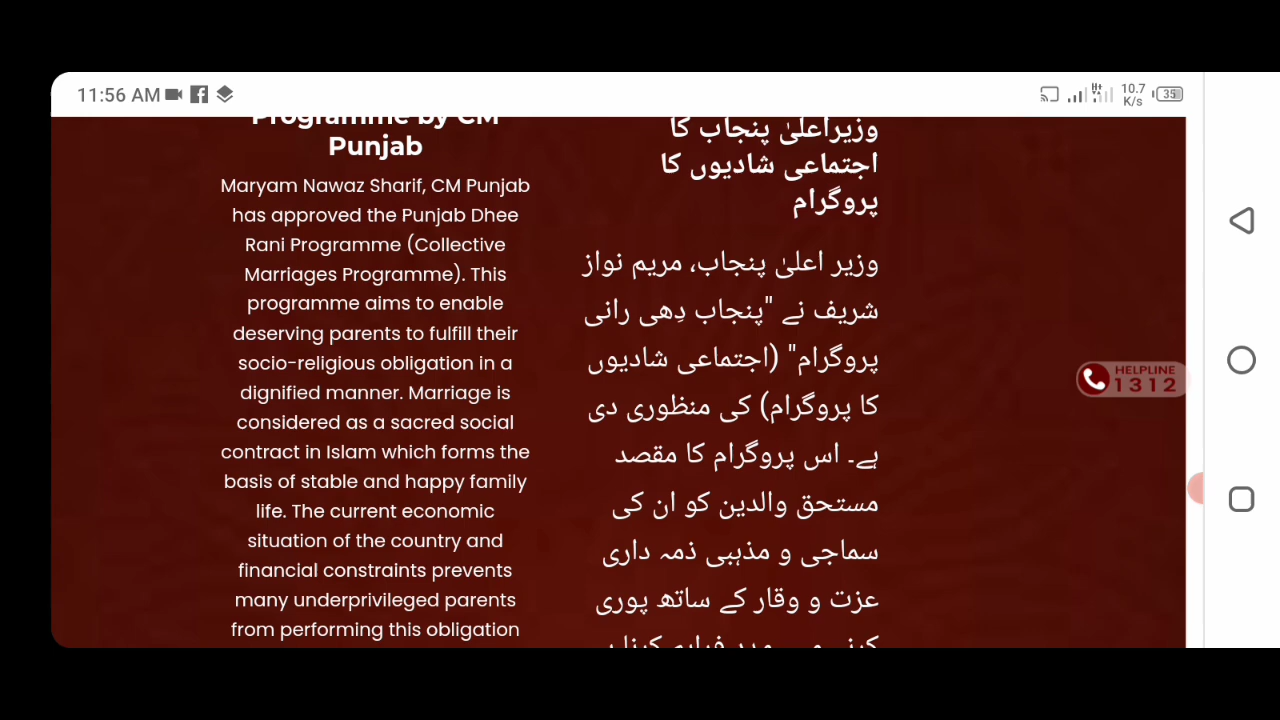 11:56 AM
10.7
K/s
35
Programme by CM
Punjab
Maryam Nawaz Sharif, CM Punjab
has approved the Punjab Dhee
Rani Programme (Collective
Marriages Programme). This
programme aims to enable
deserving parents to fulfill their
socio-religious obligation in a
dignified manner. Marriage is
considered as a sacred social
contract in Islam which forms the
basis of stable and happy family
life. The current economic
situation of the country and
financial constraints prevents
many underprivileged parents
from performing this obligation
وزیراعلیٰ پنجاب کا
اجتماعی شادیوں کا
پروگرام
وزیر اعلیٰ پنجاب، مریم نواز
شریف نے "پنجاب دِھی رانی
پروگرام" (اجتماعی شادیوں
کا پروگرام) کی منظوری دی
ہے۔ اس پروگرام کا مقصد
مستحق والدین کو ان کی
سماجی و مذہبی ذمہ داری
عزت و وقار کے ساتھ پوری
HELPLINE
1312